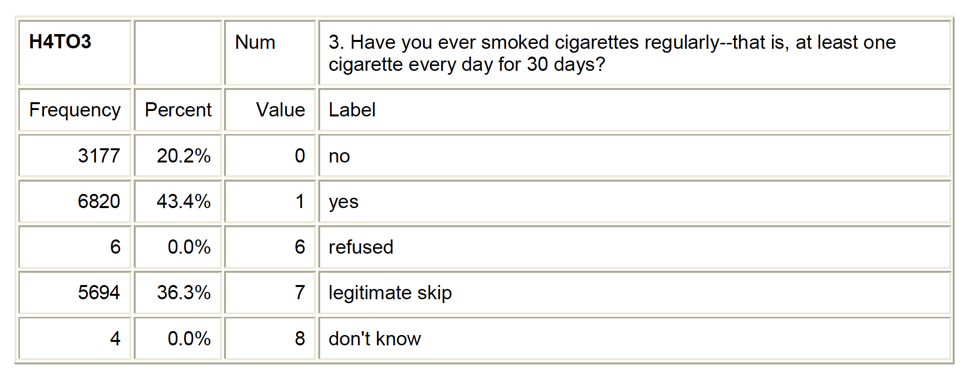 H4TO3 Num 3. Have you ever smoked cigarettes regularly--that is, at least one
cigarette every day for 30 days?
Frequency Percent Value Label
3177 20.2% 0 no
6820 43.4% 1 yes
6 0.0% 6 refused
5694 36.3% 7 legitimate skip
4 0.0% 8 don't know